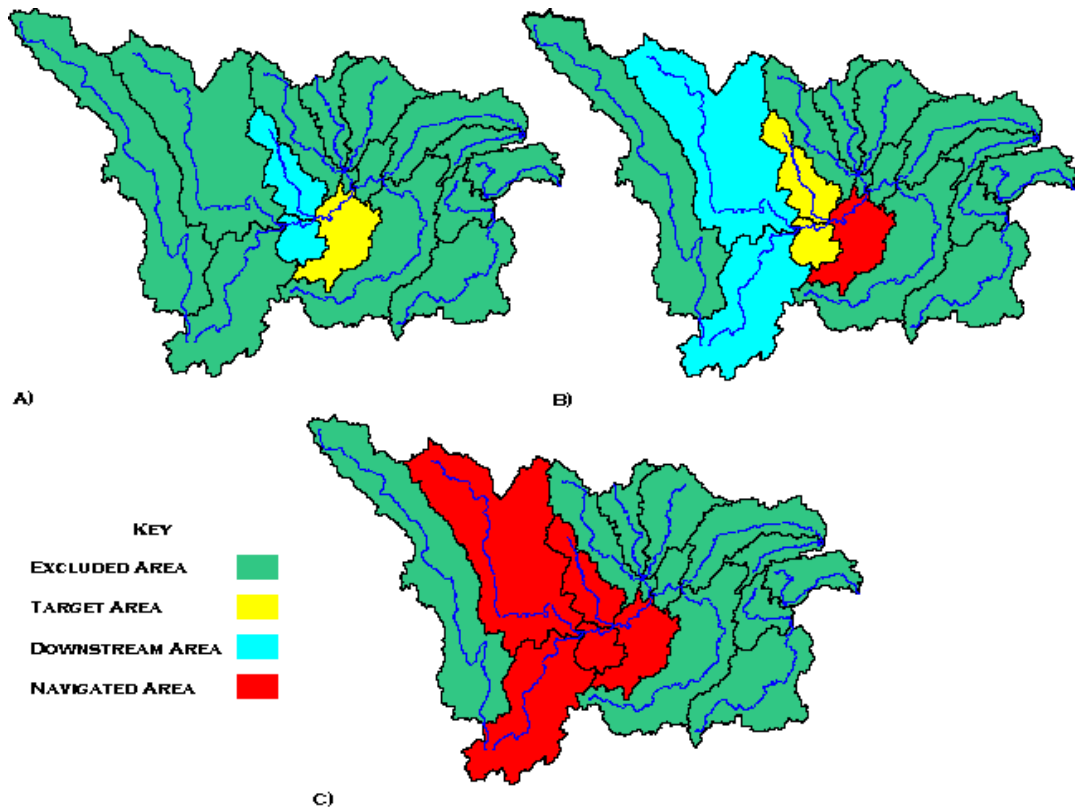 A)
B)
KEY
EXCLUDED AREA
TARGET AREA
DOWNSTREAM AREA
NAVIGATED AREA
C)